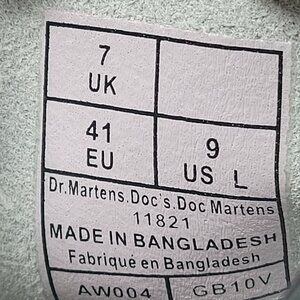 7
UK
41
EU
9
US L
Dr.Martens.Doc's.Doc Martens
11821
MADE IN BANGLADESH
Fabriqué en Bangladesh
AW004
GB10V